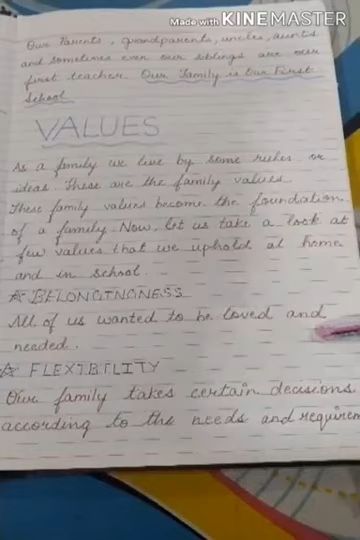 Made with KINEMASTER
Our Parents, grandparents, uncles, aunts
and sometimes even our siblings are our
first teacher. Our Family is Our First
School
VALUES
As a family we live by some rules or
ideas. These are the family values.
These family values become the foundation
of a family. Now, let us take a look at
few values that we uphold at home
and in school.
☆ BELONGINGNESS
All of us wanted to be loved and
needed.
☆ FLEXIBILITY
Our family takes certain decisions
according to the needs and requirem